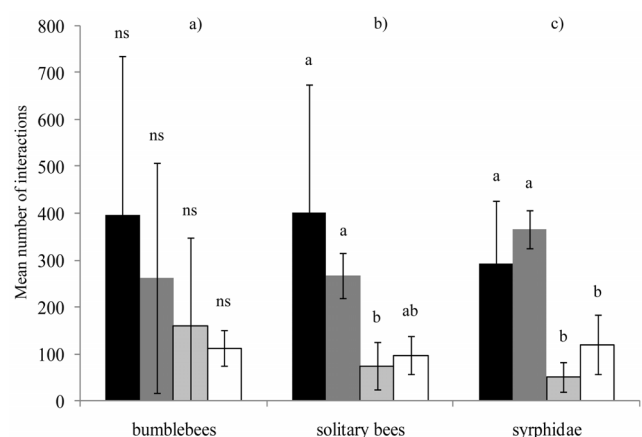 800
700
600
500
400
300
200
100
0
Mean number of interactions
a)
b)
c)
ns
ns
ns
ns
a
a
b
ab
a
a
b
b
bumblebees
solitary bees
syrphidae